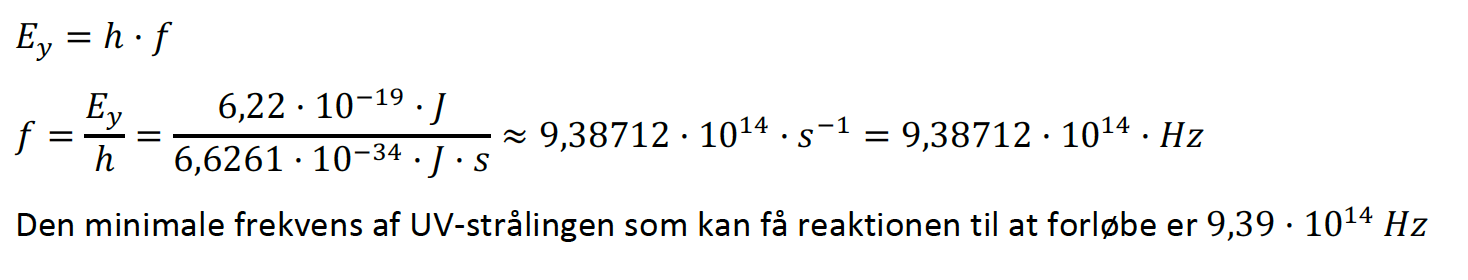 E_y = h · f
f = E_y/h = (6,22 · 10^−19 · J)/(6,6261 · 10^−34 · J · s) ≈ 9,38712 · 10^14 · s^−1 = 9,38712 · 10^14 · Hz
Den minimale frekvens af UV-strålingen som kan få reaktionen til at forløbe er 9,39 · 10^14 Hz